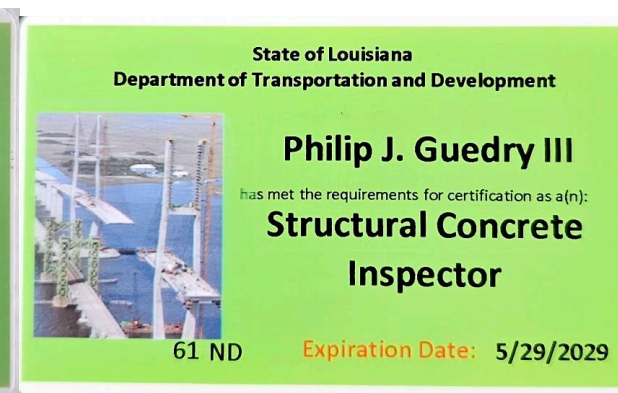 State of Louisiana
Department of Transportation and Development
Philip J. Guedry III
has met the requirements for certification as a(n):
Structural Concrete
Inspector
61 ND
Expiration Date: 5/29/2029